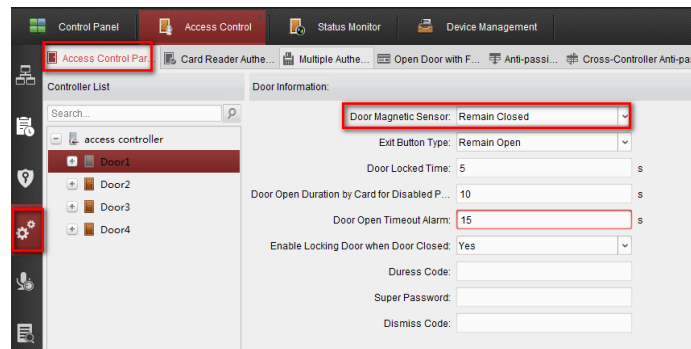 Control Panel Access Control Status Monitor Device Management
Access Control Par... Card Reader Authe... Multiple Authe... Open Door with F... Anti-passi... Cross-Controller Anti-pa
Controller List
Door Information:
Search...
Door Magnetic Sensor: Remain Closed
access controller
Exit Button Type: Remain Open
Door1
Door Locked Time: 5 s
Door2
Door Open Duration by Card for Disabled P... 10 s
Door3
Door Open Timeout Alarm: 15 s
Door4
Enable Locking Door when Door Closed: Yes
Duress Code:
Super Password:
Dismiss Code: